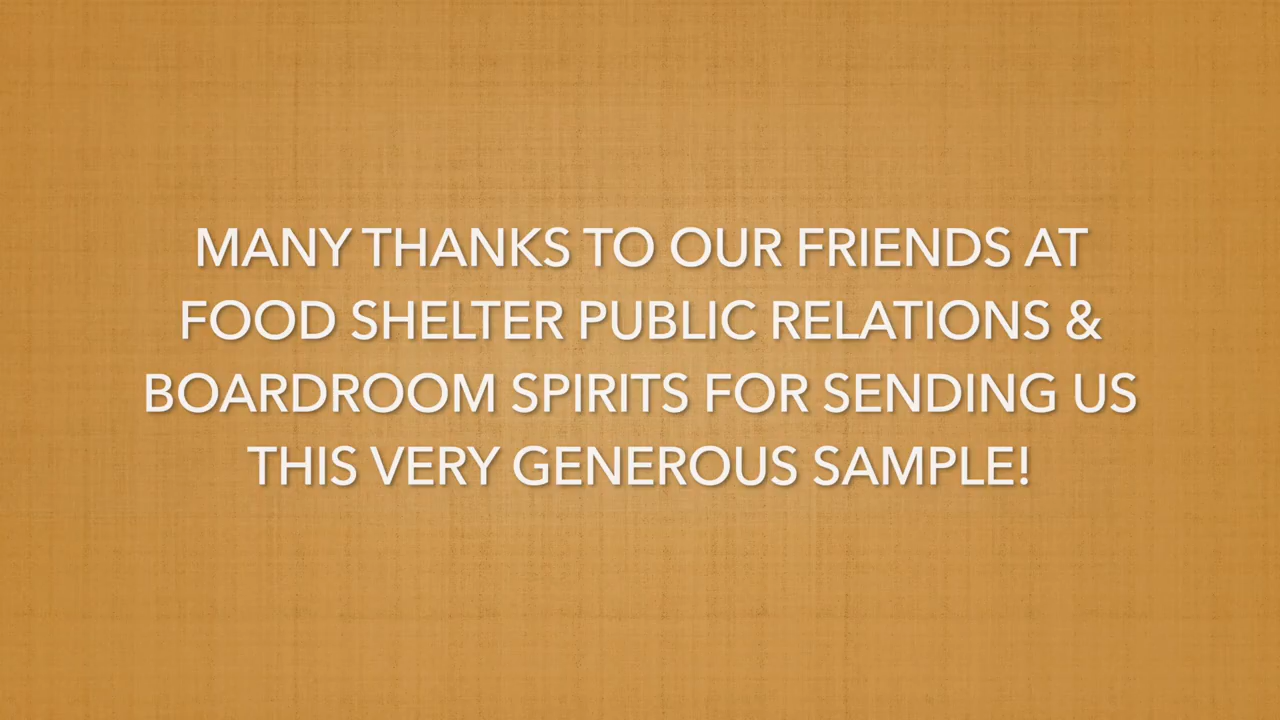 MANY THANKS TO OUR FRIENDS AT
FOOD SHELTER PUBLIC RELATIONS &
BOARDROOM SPIRITS FOR SENDING US
THIS VERY GENEROUS SAMPLE!